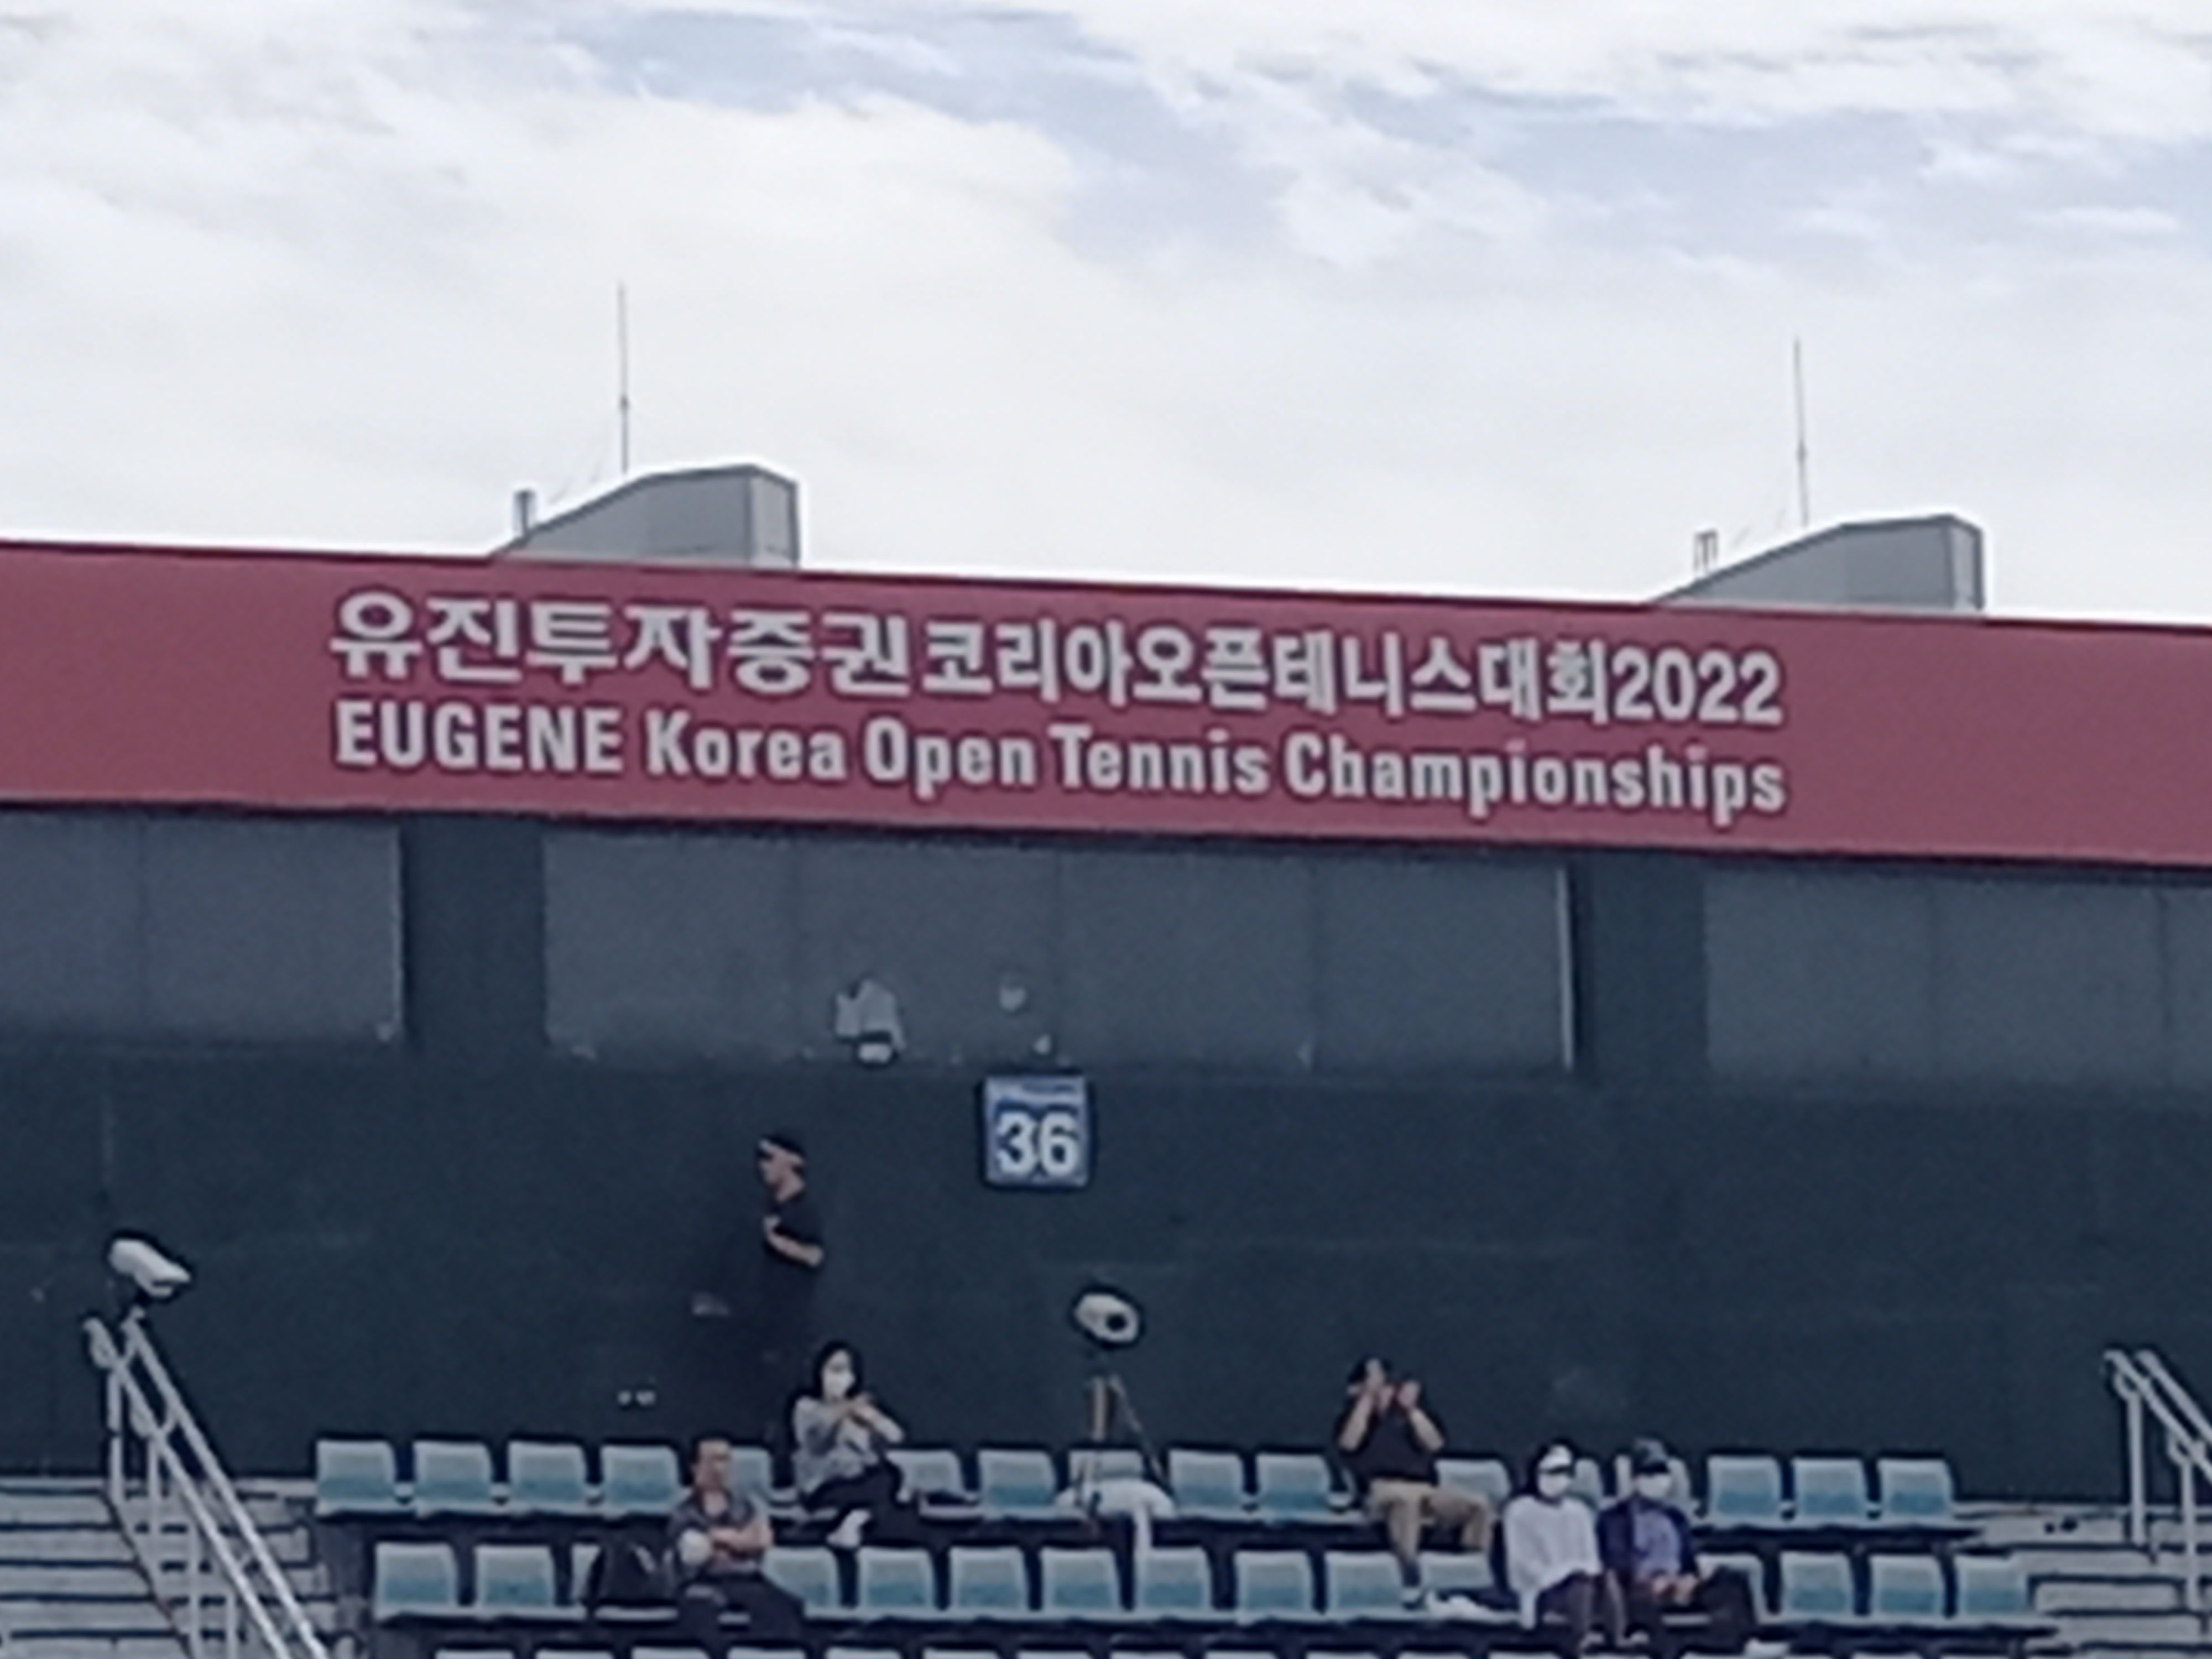 유진투자증권 코리아오픈테니스대회2022
EUGENE Korea Open Tennis Championships
36